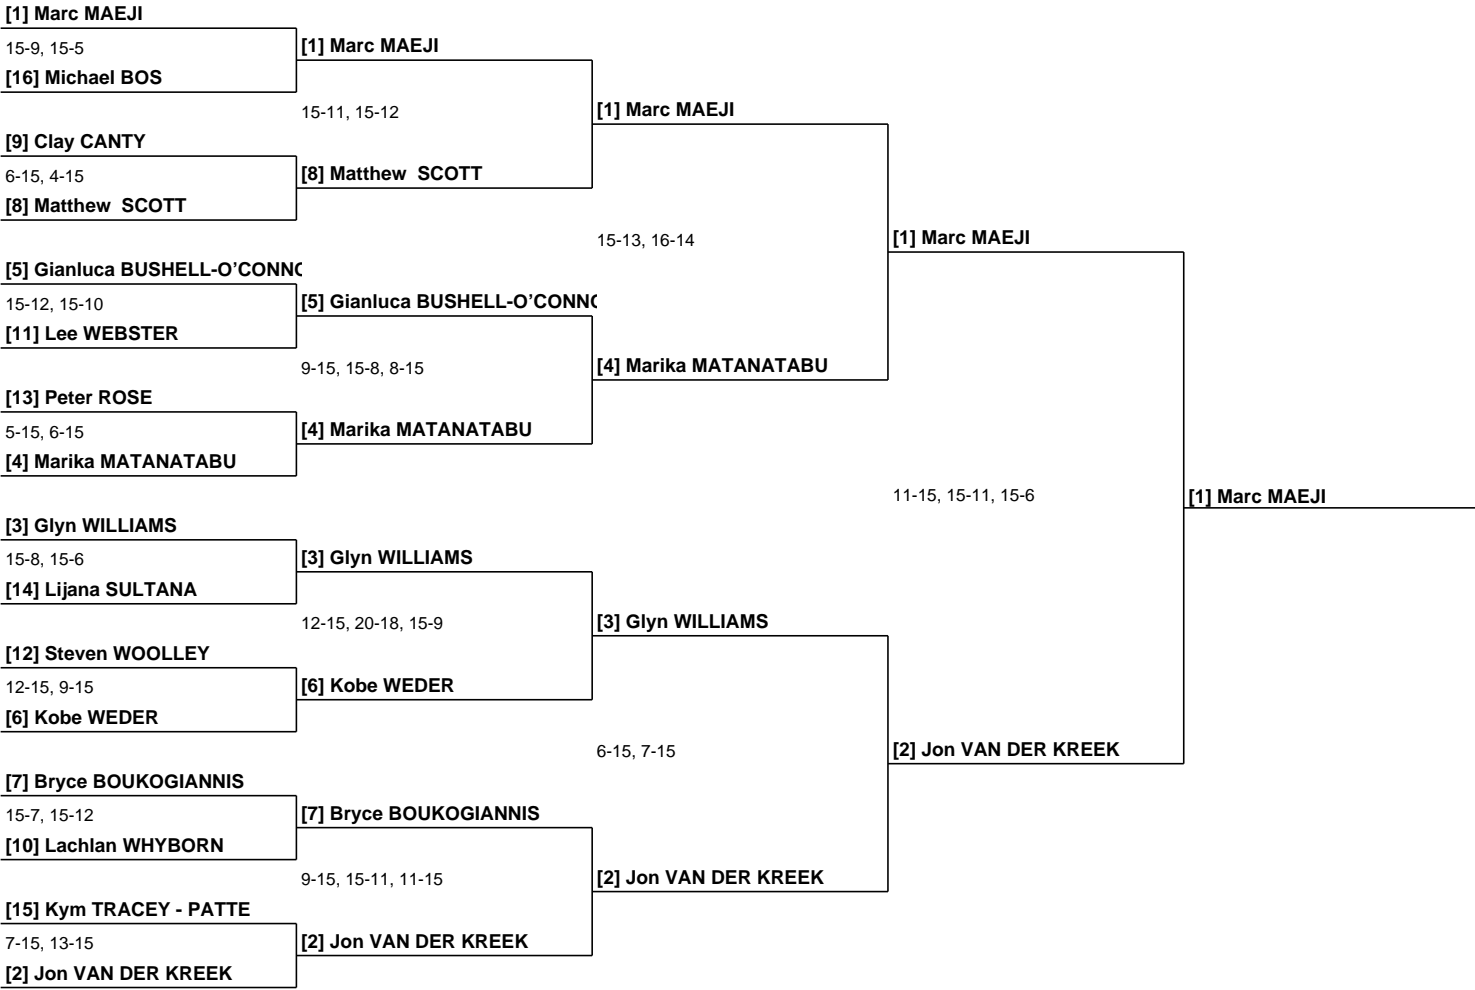 [1] Marc MAEJI
15-9, 15-5
[16] Michael BOS
[9] Clay CANTY
6-15, 4-15
[8] Matthew  SCOTT
[5] Gianluca BUSHELL-O'CONNO
15-12, 15-10
[11] Lee WEBSTER
[13] Peter ROSE
5-15, 6-15
[4] Marika MATANATABU
[3] Glyn WILLIAMS
15-8, 15-6
[14] Lijana SULTANA
[12] Steven WOOLLEY
12-15, 9-15
[6] Kobe WEDER
[7] Bryce BOUKOGIANNIS
15-7, 15-12
[10] Lachlan WHYBORN
[15] Kym TRACEY - PATTE
7-15, 13-15
[2] Jon VAN DER KREEK
[1] Marc MAEJI
15-11, 15-12
[8] Matthew  SCOTT
[5] Gianluca BUSHELL-O'CONNO
9-15, 15-8, 8-15
[4] Marika MATANATABU
[3] Glyn WILLIAMS
12-15, 20-18, 15-9
[6] Kobe WEDER
[7] Bryce BOUKOGIANNIS
9-15, 15-11, 11-15
[2] Jon VAN DER KREEK
[1] Marc MAEJI
15-13, 16-14
[4] Marika MATANATABU
[3] Glyn WILLIAMS
6-15, 7-15
[2] Jon VAN DER KREEK
[1] Marc MAEJI
11-15, 15-11, 15-6
[2] Jon VAN DER KREEK
[1] Marc MAEJI